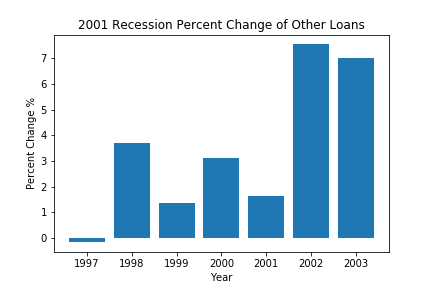 2001 Recession Percent Change of Other Loans
Percent Change %
7
6
5
4
3
2
1
0
1997 1998 1999 2000 2001 2002 2003
Year